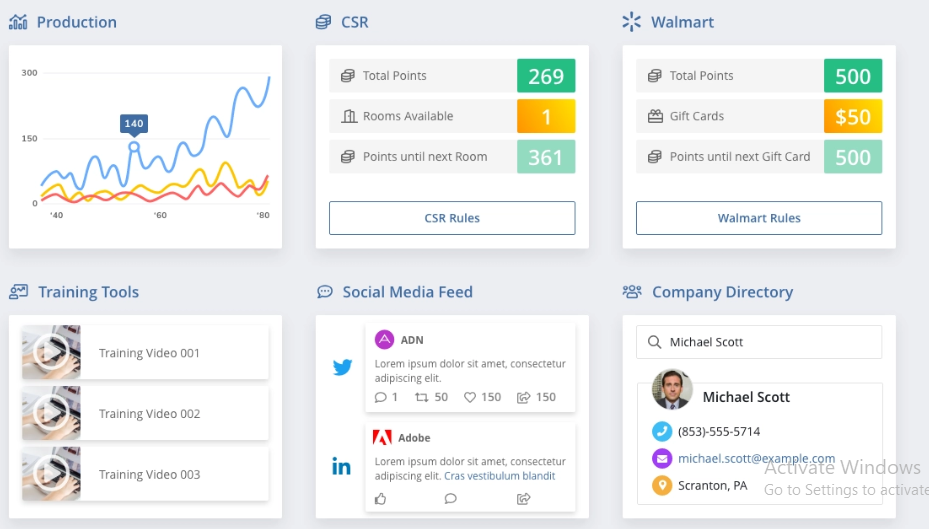 Production
CSR
Walmart
300
150
0
140
'40
'60
'80
Total Points
269
Rooms Available
1
Points until next Room
361
CSR Rules
Total Points
500
Gift Cards
$50
Points until next Gift Card
500
Walmart Rules
Training Tools
Social Media Feed
Company Directory
Training Video 001
Training Video 002
Training Video 003
ADN
Lorem ipsum dolor sit amet, consectetur
adipiscing elit.
1
50
150
150
Adobe
in
Lorem ipsum dolor sit amet, consectetur
adipiscing elit. Cras vestibulum blandit
Michael Scott
Michael Scott
(853)-555-5714
michael.scott@example.com
Scranton, PA
Activate Windows
Go to Settings to activate